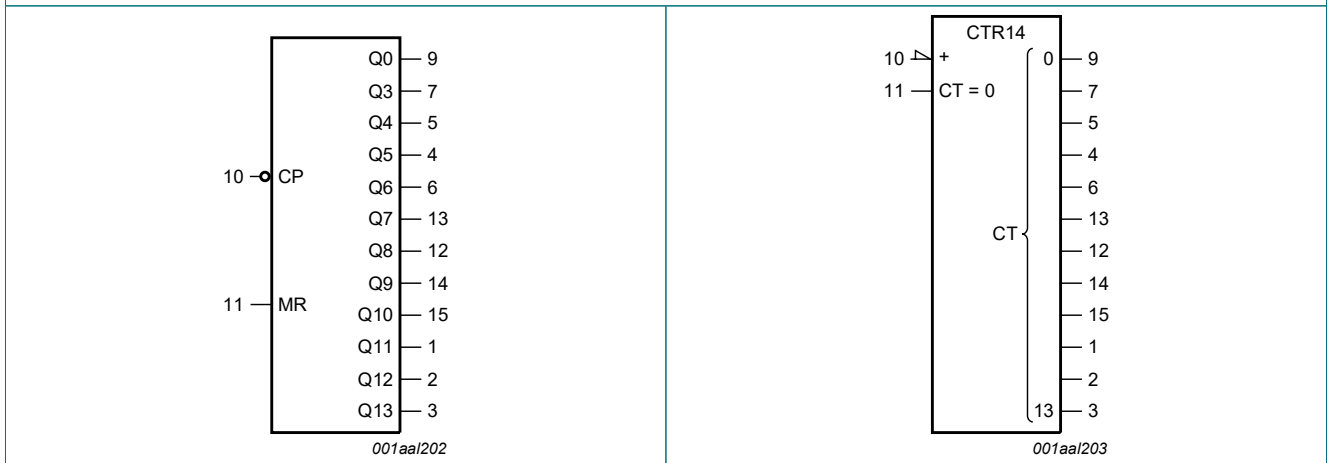 Q0 9
Q3 7
Q4 5
Q5 4
10 CP Q6 6
Q7 13
Q8 12
Q9 14
11 MR Q10 15
Q11 1
Q12 2
Q13 3
001aal202
CTR14
10 + 0 9
11 CT = 0 7
5
4
6
13
CT 12
14
15
1
2
13 3
001aal203